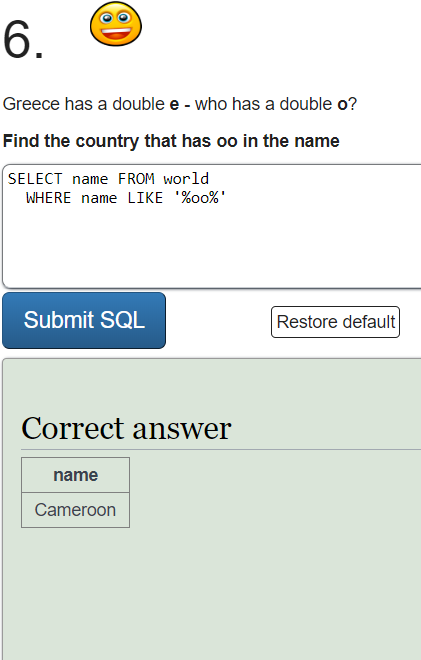 6.
Greece has a double e - who has a double o?
Find the country that has oo in the name
SELECT name FROM world
  WHERE name LIKE '%oo%'
Submit SQL
Restore default
Correct answer
name
Cameroon